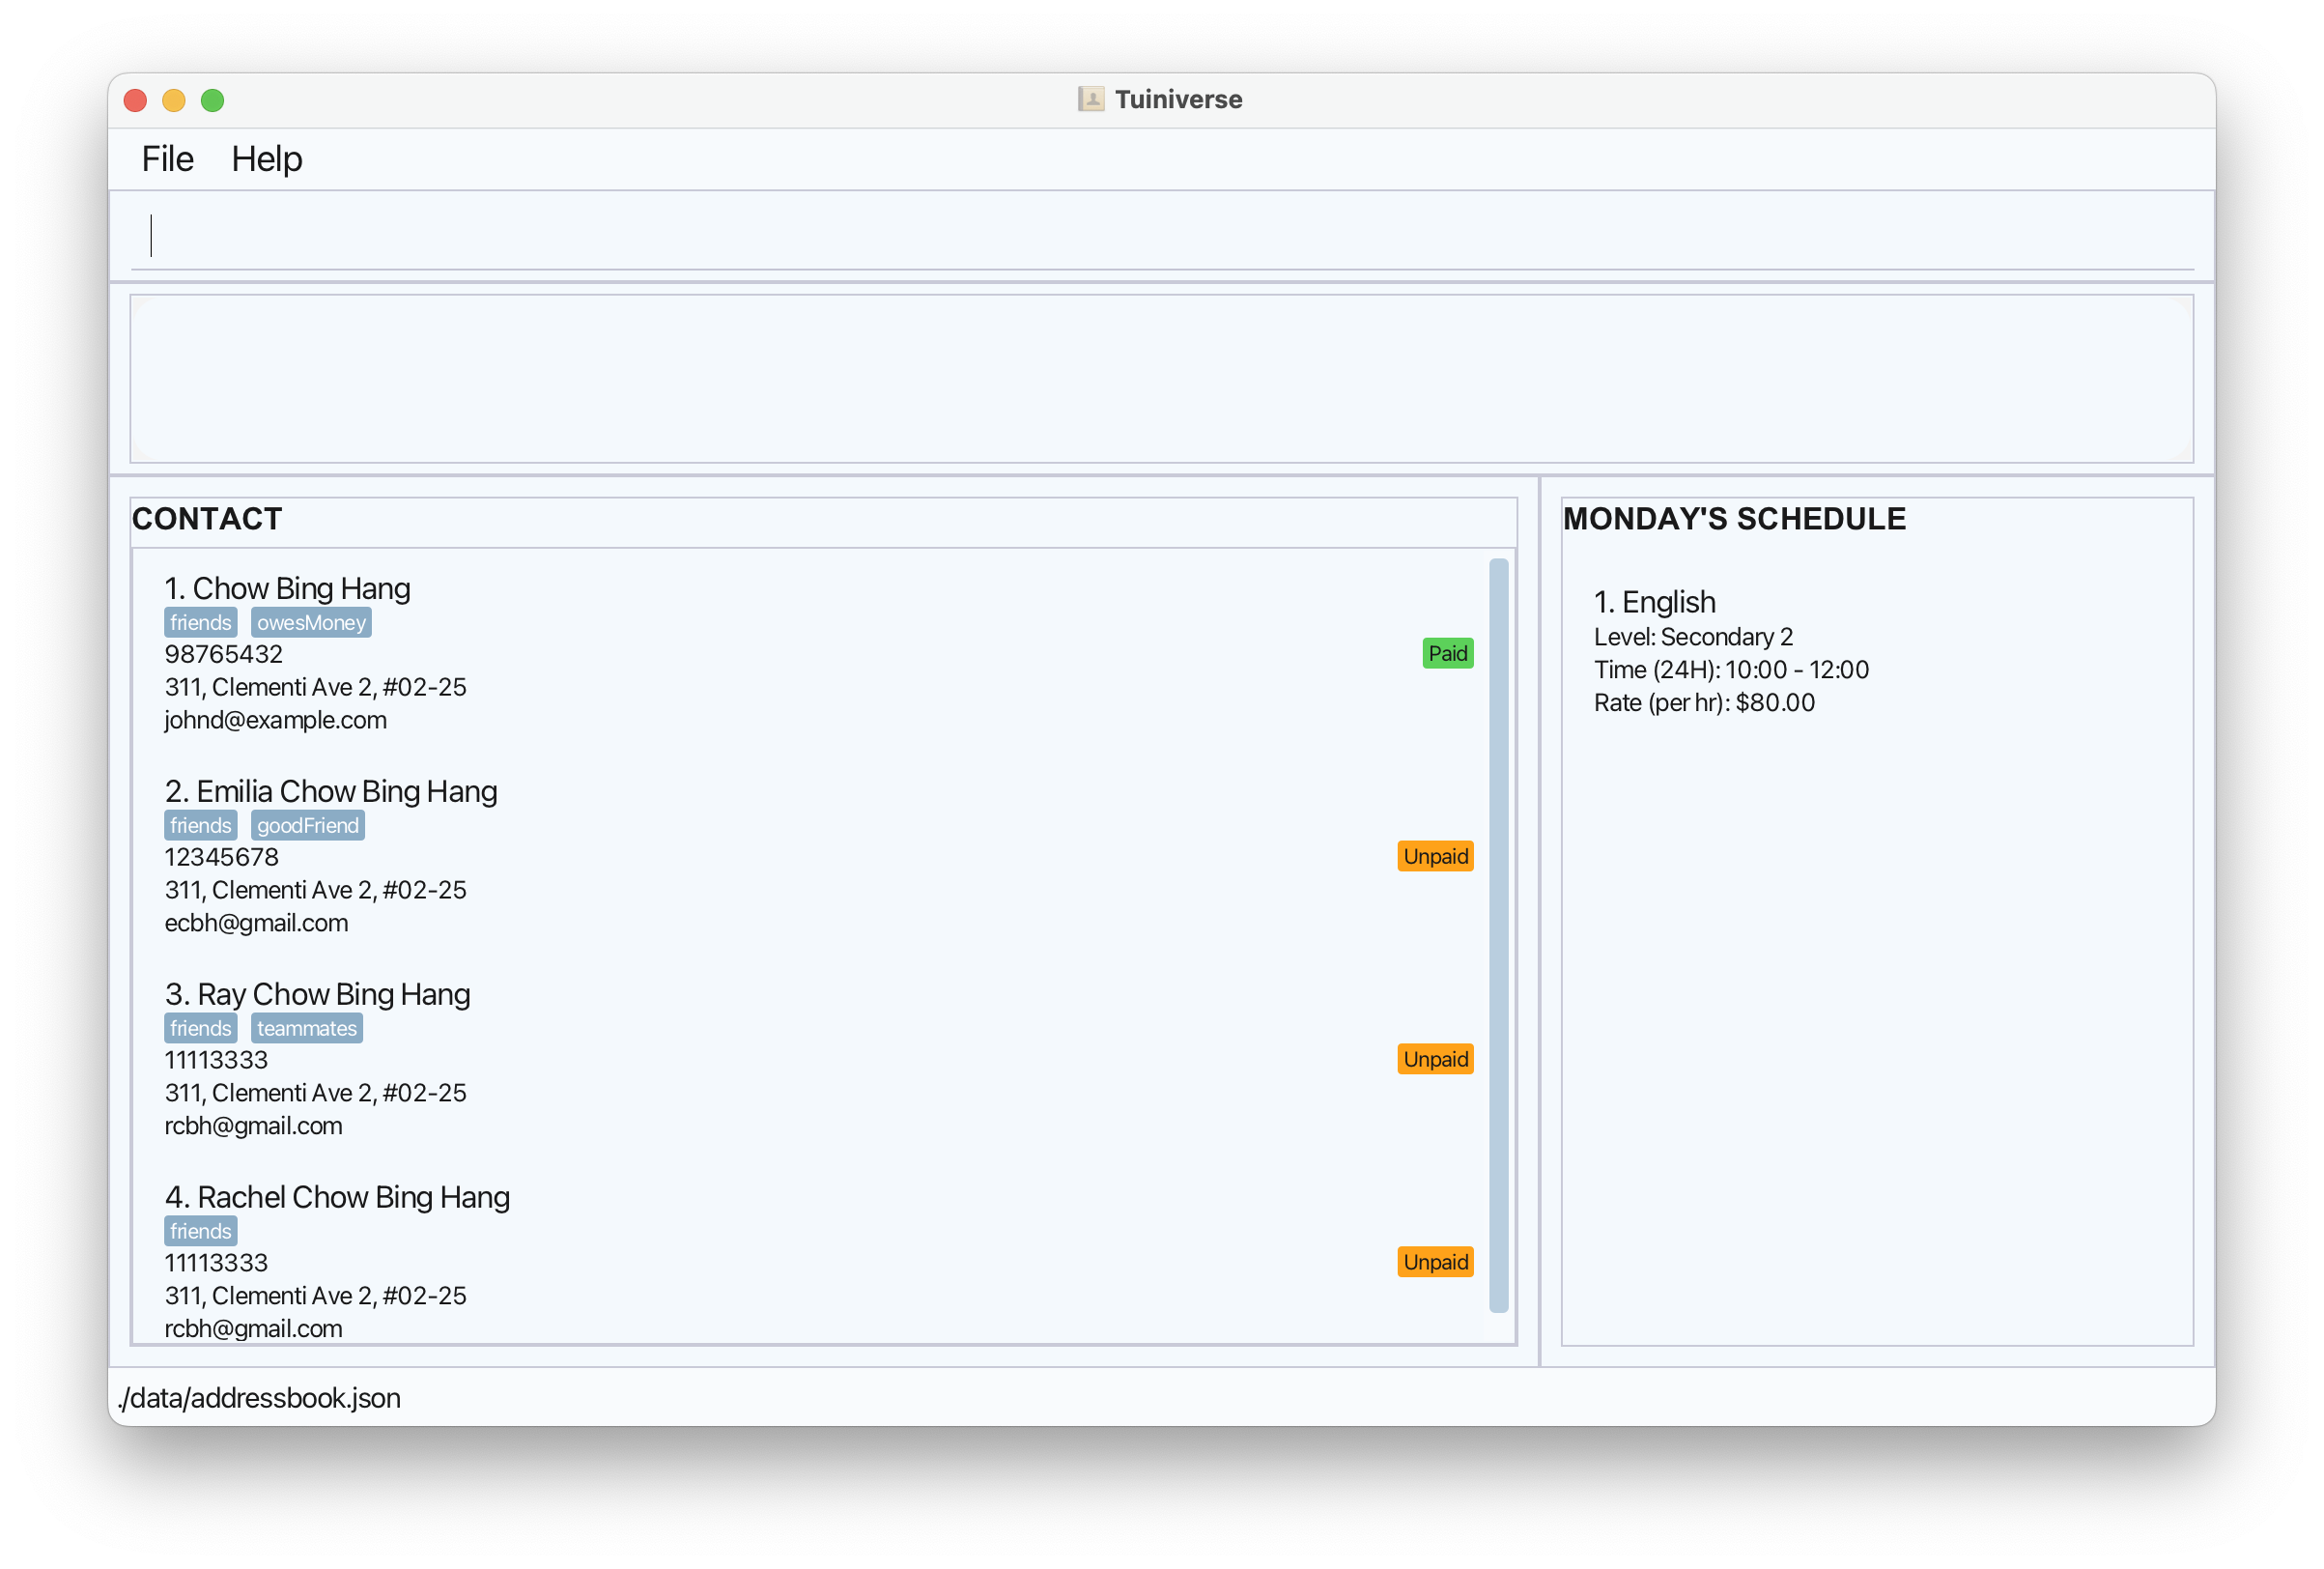 Tuiniverse
File Help
CONTACT
1. Chow Bing Hang
friends owesMoney
98765432
Paid
311, Clementi Ave 2, #02-25
johnd@example.com
2. Emilia Chow Bing Hang
friends goodFriend
12345678
Unpaid
311, Clementi Ave 2, #02-25
ecbh@gmail.com
3. Ray Chow Bing Hang
friends teammates
11113333
Unpaid
311, Clementi Ave 2, #02-25
rcbh@gmail.com
4. Rachel Chow Bing Hang
friends
11113333
Unpaid
311, Clementi Ave 2, #02-25
rcbh@gmail.com
MONDAY'S SCHEDULE
1. English
Level: Secondary 2
Time (24H): 10:00 - 12:00
Rate (per hr): $80.00
./data/addressbook.json